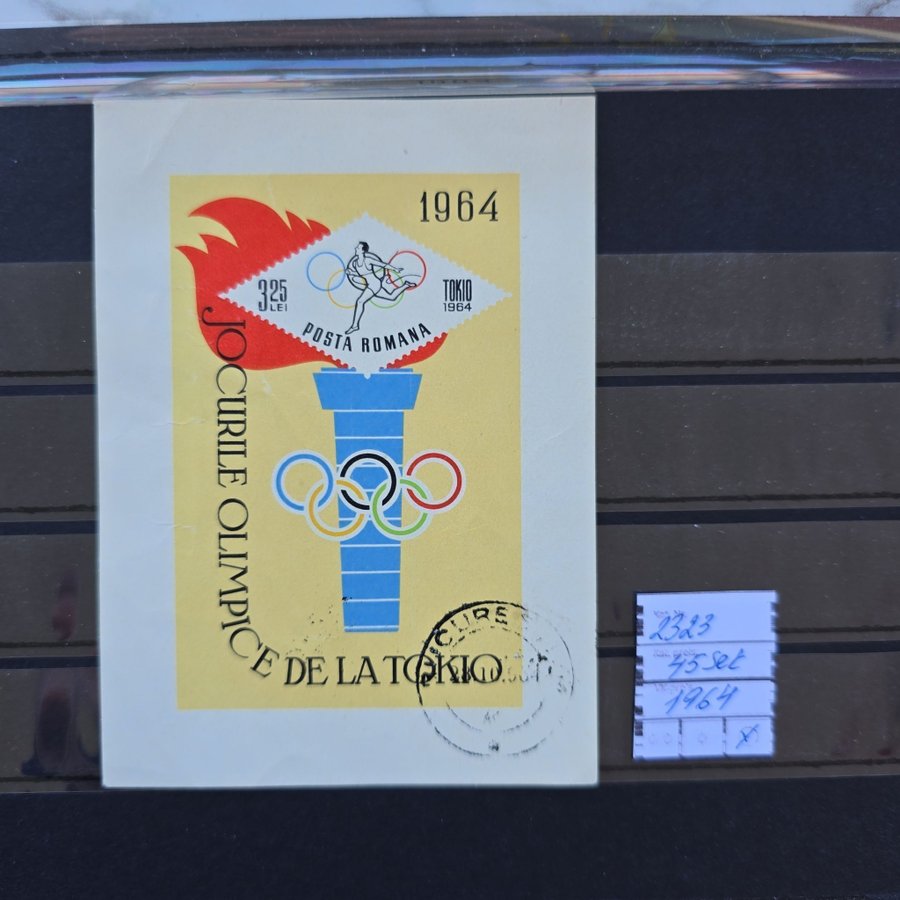 1964
3 25
LEI
TOKIO
1964
POSTA ROMANA
JOCURILE OLIMPICE DE LA TOKIO
2323
45 set
1964
x